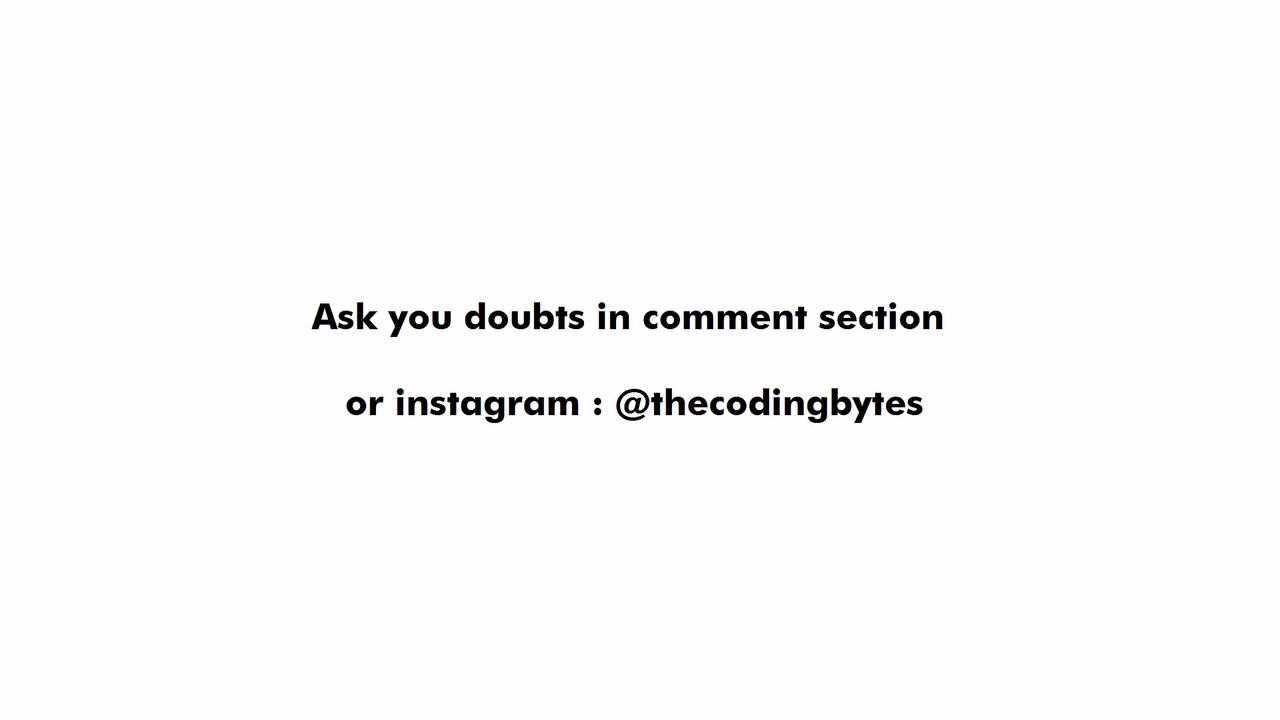 Ask you doubts in comment section
or instagram : @thecodingbytes